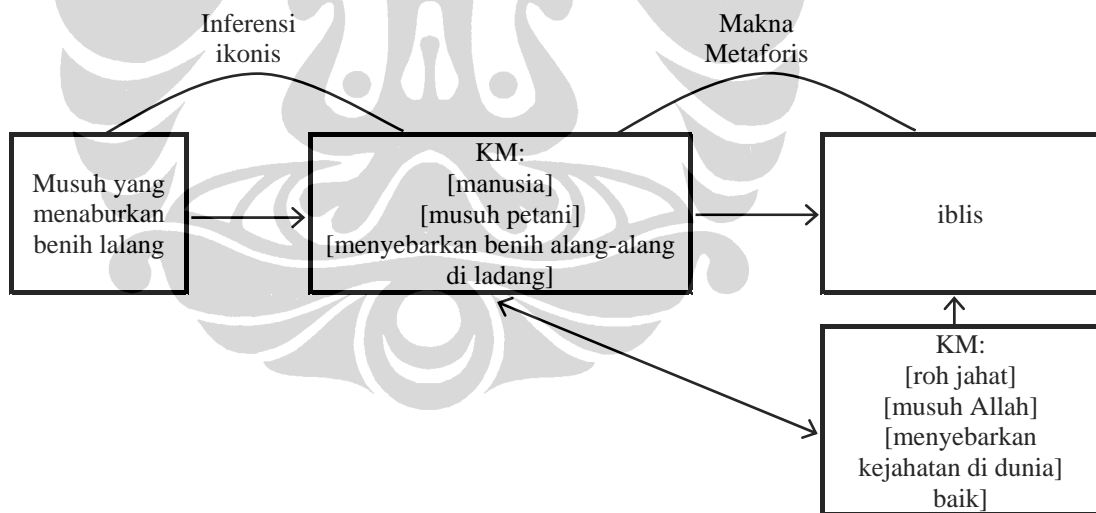 Inferensi
ikonis
Makna
Metaforis
Musuh yang
menaburkan
benih lalang
KM:
[manusia]
[musuh petani]
[menyebarkan benih alang-alang
di ladang]
iblis
KM:
[roh jahat]
[musuh Allah]
[menyebarkan
kejahatan di dunia]
baik]